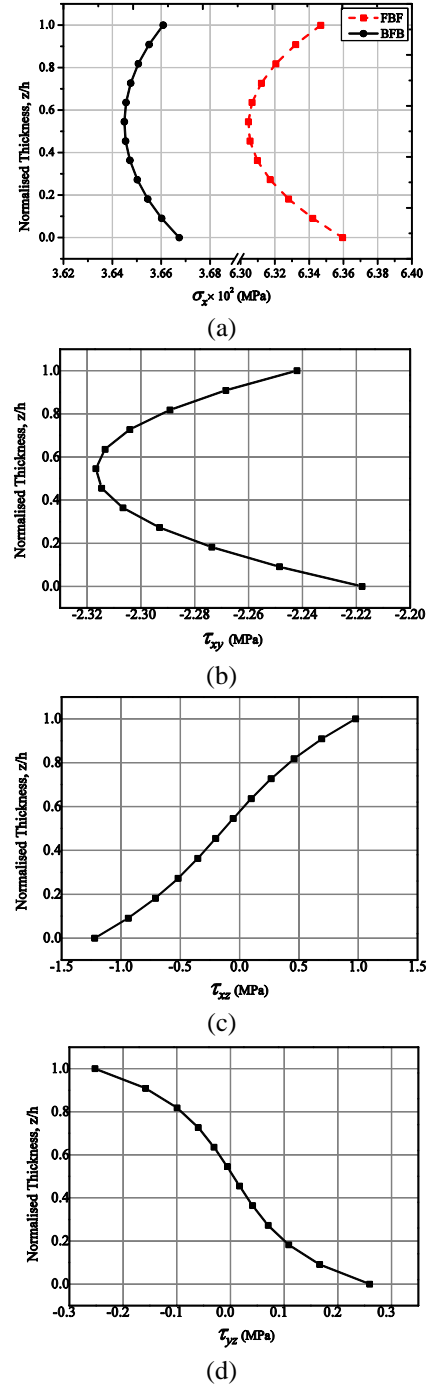 FBF
BFB
1.0
0.8
0.6
0.4
0.2
0.0
Normalised Thickness, z/h
3.62 3.64 3.66 3.68 6.30 6.32 6.34 6.36 6.38 6.40
σx× 10² (MPa)
(a)
1.0
0.8
0.6
0.4
0.2
0.0
Normalised Thickness, z/h
-2.32 -2.30 -2.28 -2.26 -2.24 -2.22 -2.20
τxy (MPa)
(b)
1.0
0.8
0.6
0.4
0.2
0.0
Normalised Thickness, z/h
-1.5 -1.0 -0.5 0.0 0.5 1.0 1.5
τxz (MPa)
(c)
1.0
0.8
0.6
0.4
0.2
0.0
Normalised Thickness, z/h
-0.3 -0.2 -0.1 0.0 0.1 0.2 0.3
τyz (MPa)
(d)